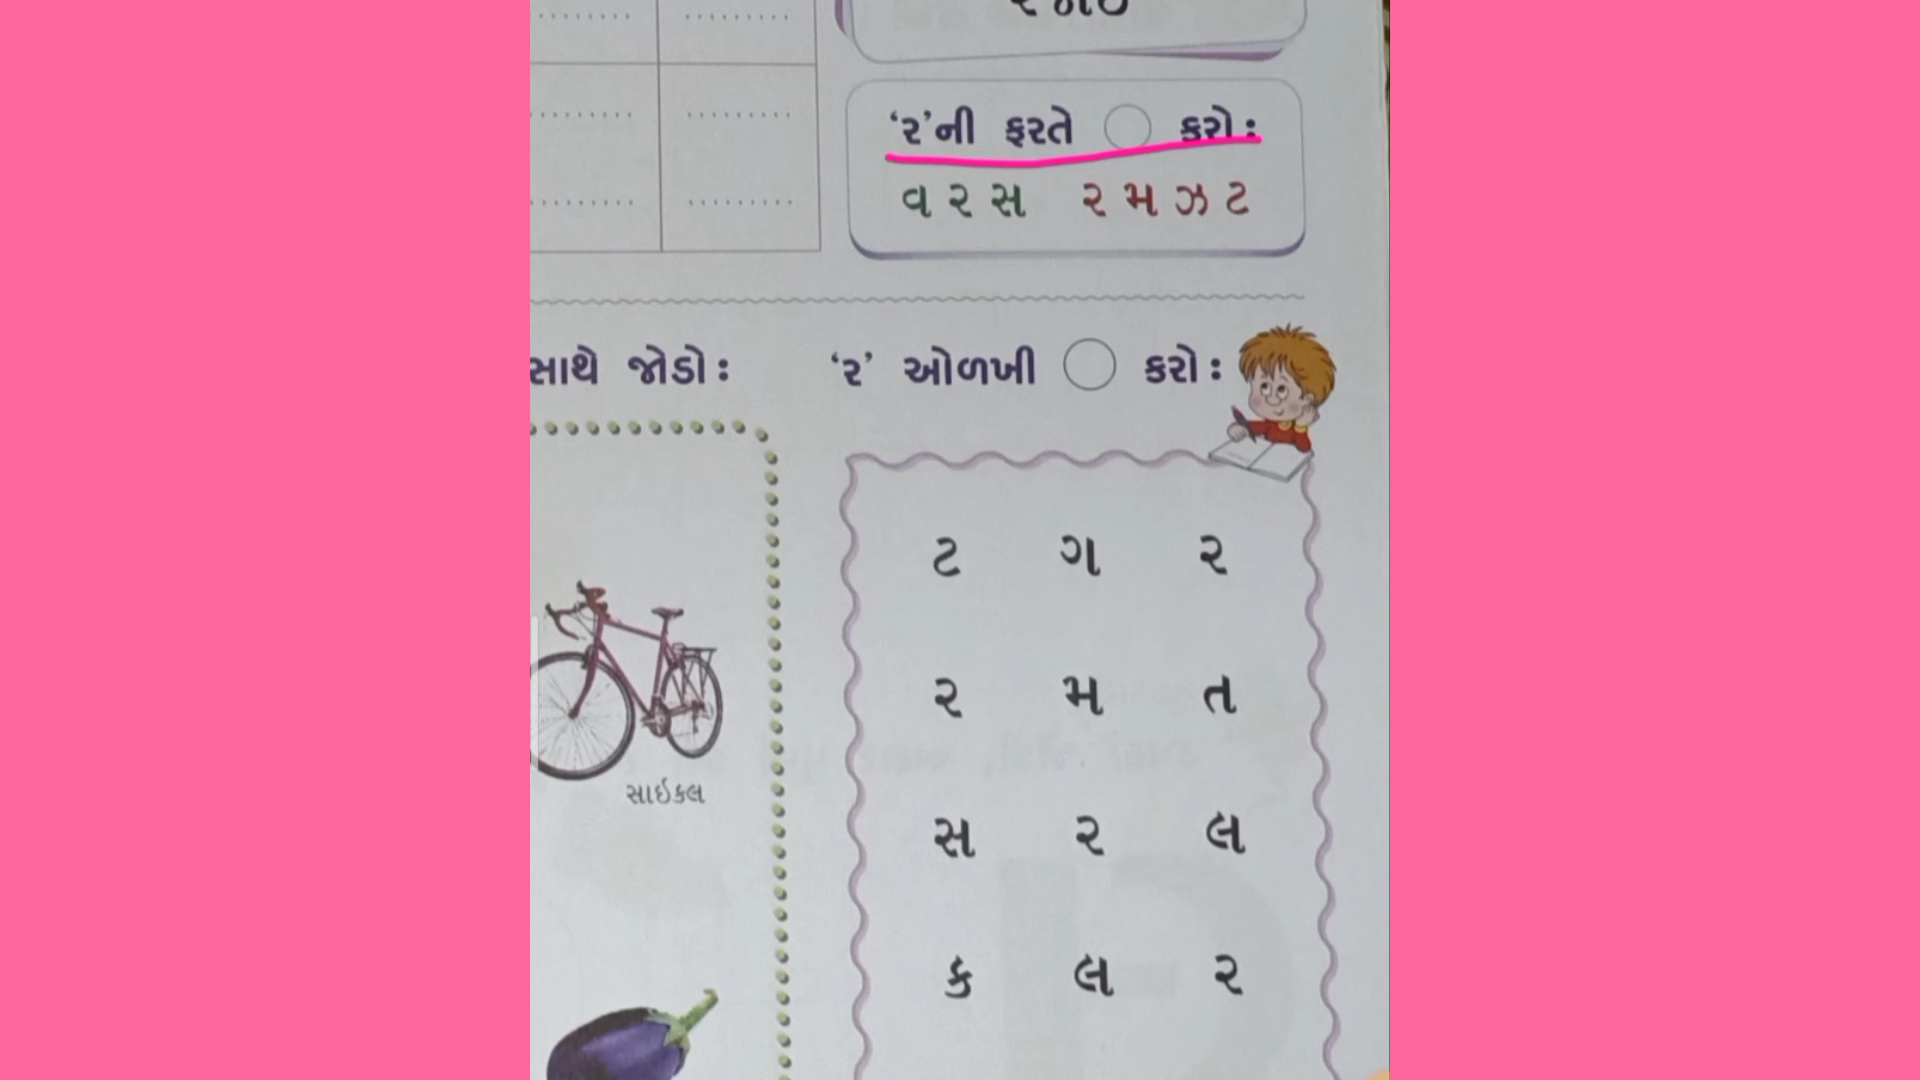 ‘ર’ની ફરતે ◯ કરો :
વ ર સ ર મ ઝ ટ
સાથે જોડો :
‘ર’ ઓળખી ◯ કરો :
ટ ગ ર
ર મ ત
સ ર લ
ક લ ર
સાઇકલ